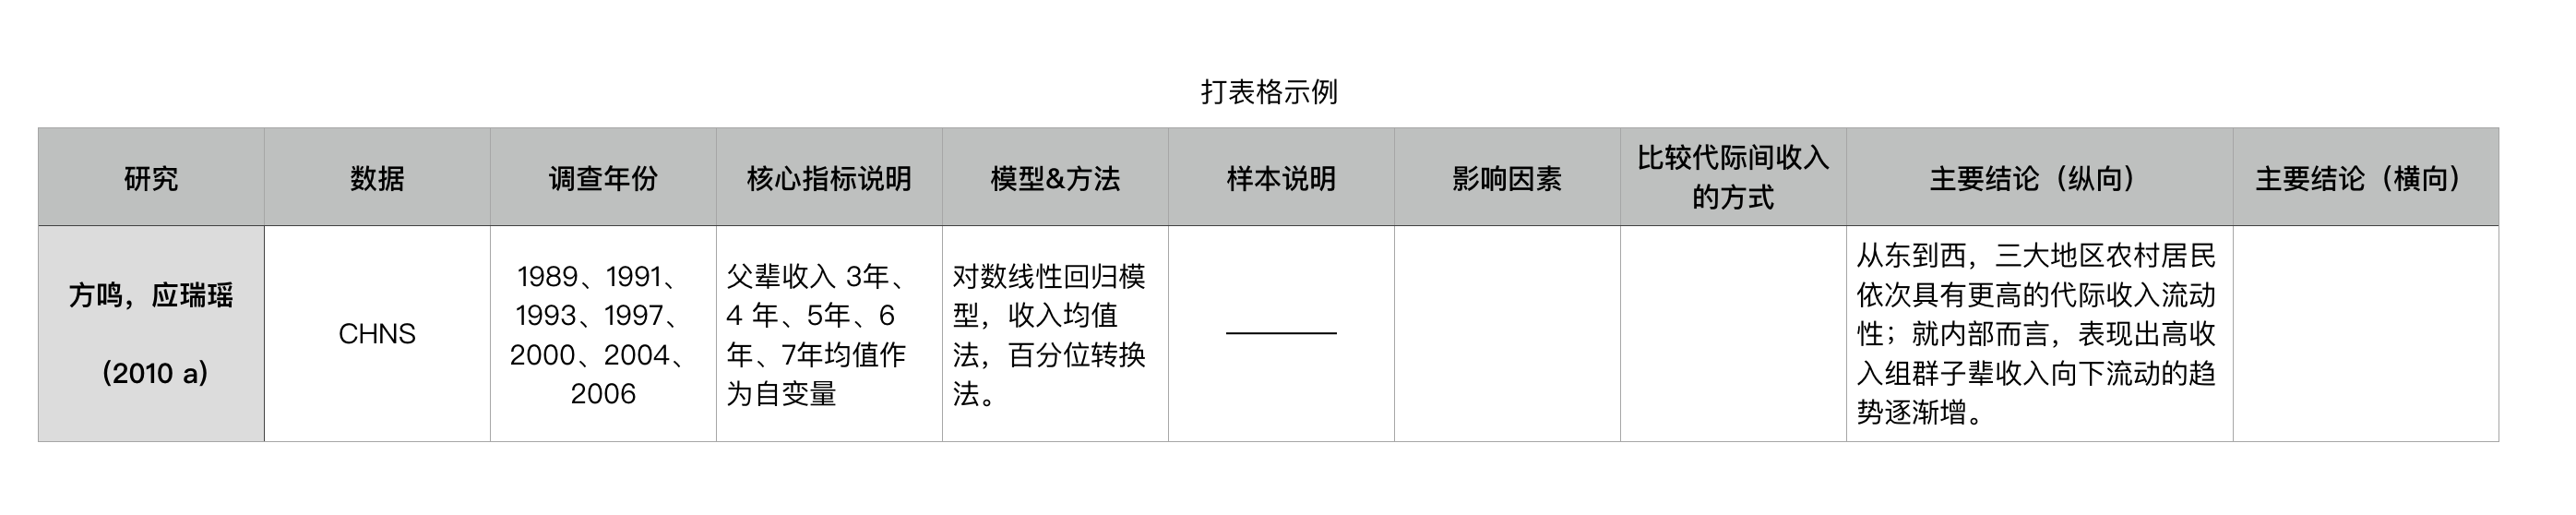 打表格示例
研究
数据
调查年份
核心指标说明
模型&方法
样本说明
影响因素
比较代际间收入
的方式
主要结论（纵向）
主要结论（横向）
方鸣，应瑞瑶
(2010 a)
CHNS
1989、1991、
1993、1997、
2000、2004、
2006
父辈收入 3年、
4 年、5年、6
年、7年均值作
为自变量
对数线性回归模
型，收入均值
法，百分位转换
法。
———
从东到西，三大地区农村居民
依次具有更高的代际收入流动
性；就内部而言，表现出高收
入组群子辈收入向下流动的趋
势逐渐增。